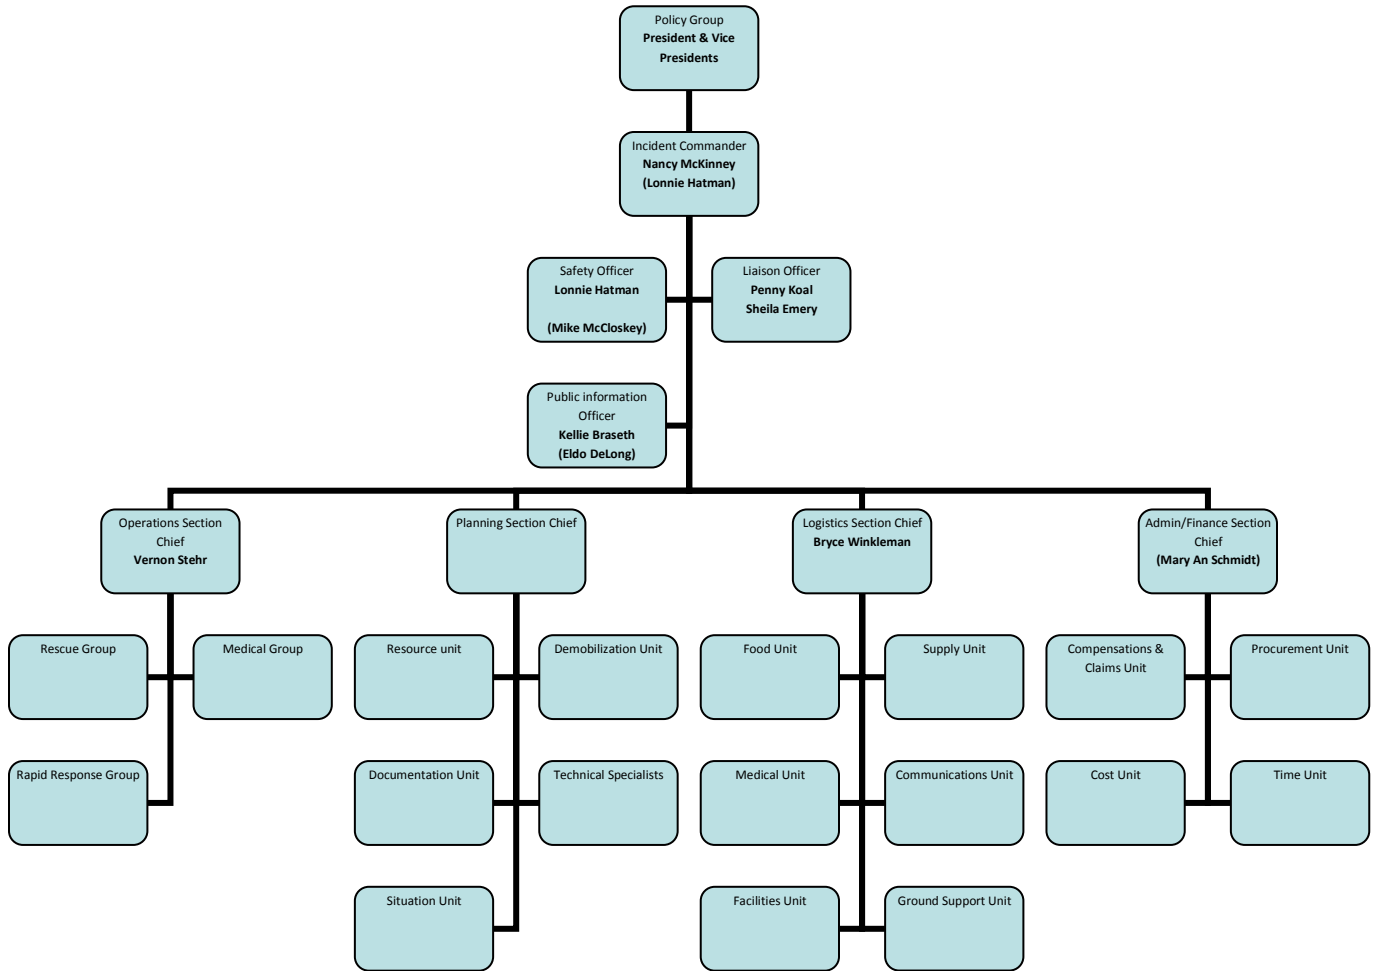 Policy Group
President & Vice
Presidents
Incident Commander
Nancy McKinney
(Lonnie Hatman)
Safety Officer
Lonnie Hatman
(Mike McCloskey)
Liaison Officer
Penny Koal
Sheila Emery
Public information
Officer
Kellie Braseth
(Eldo DeLong)
Operations Section
Chief
Vernon Stehr
Planning Section Chief
Logistics Section Chief
Bryce Winkleman
Admin/Finance Section
Chief
(Mary An Schmidt)
Rescue Group
Medical Group
Resource unit
Demobilization Unit
Food Unit
Supply Unit
Compensations &
Claims Unit
Procurement Unit
Rapid Response Group
Documentation Unit
Technical Specialists
Medical Unit
Communications Unit
Cost Unit
Time Unit
Situation Unit
Facilities Unit
Ground Support Unit